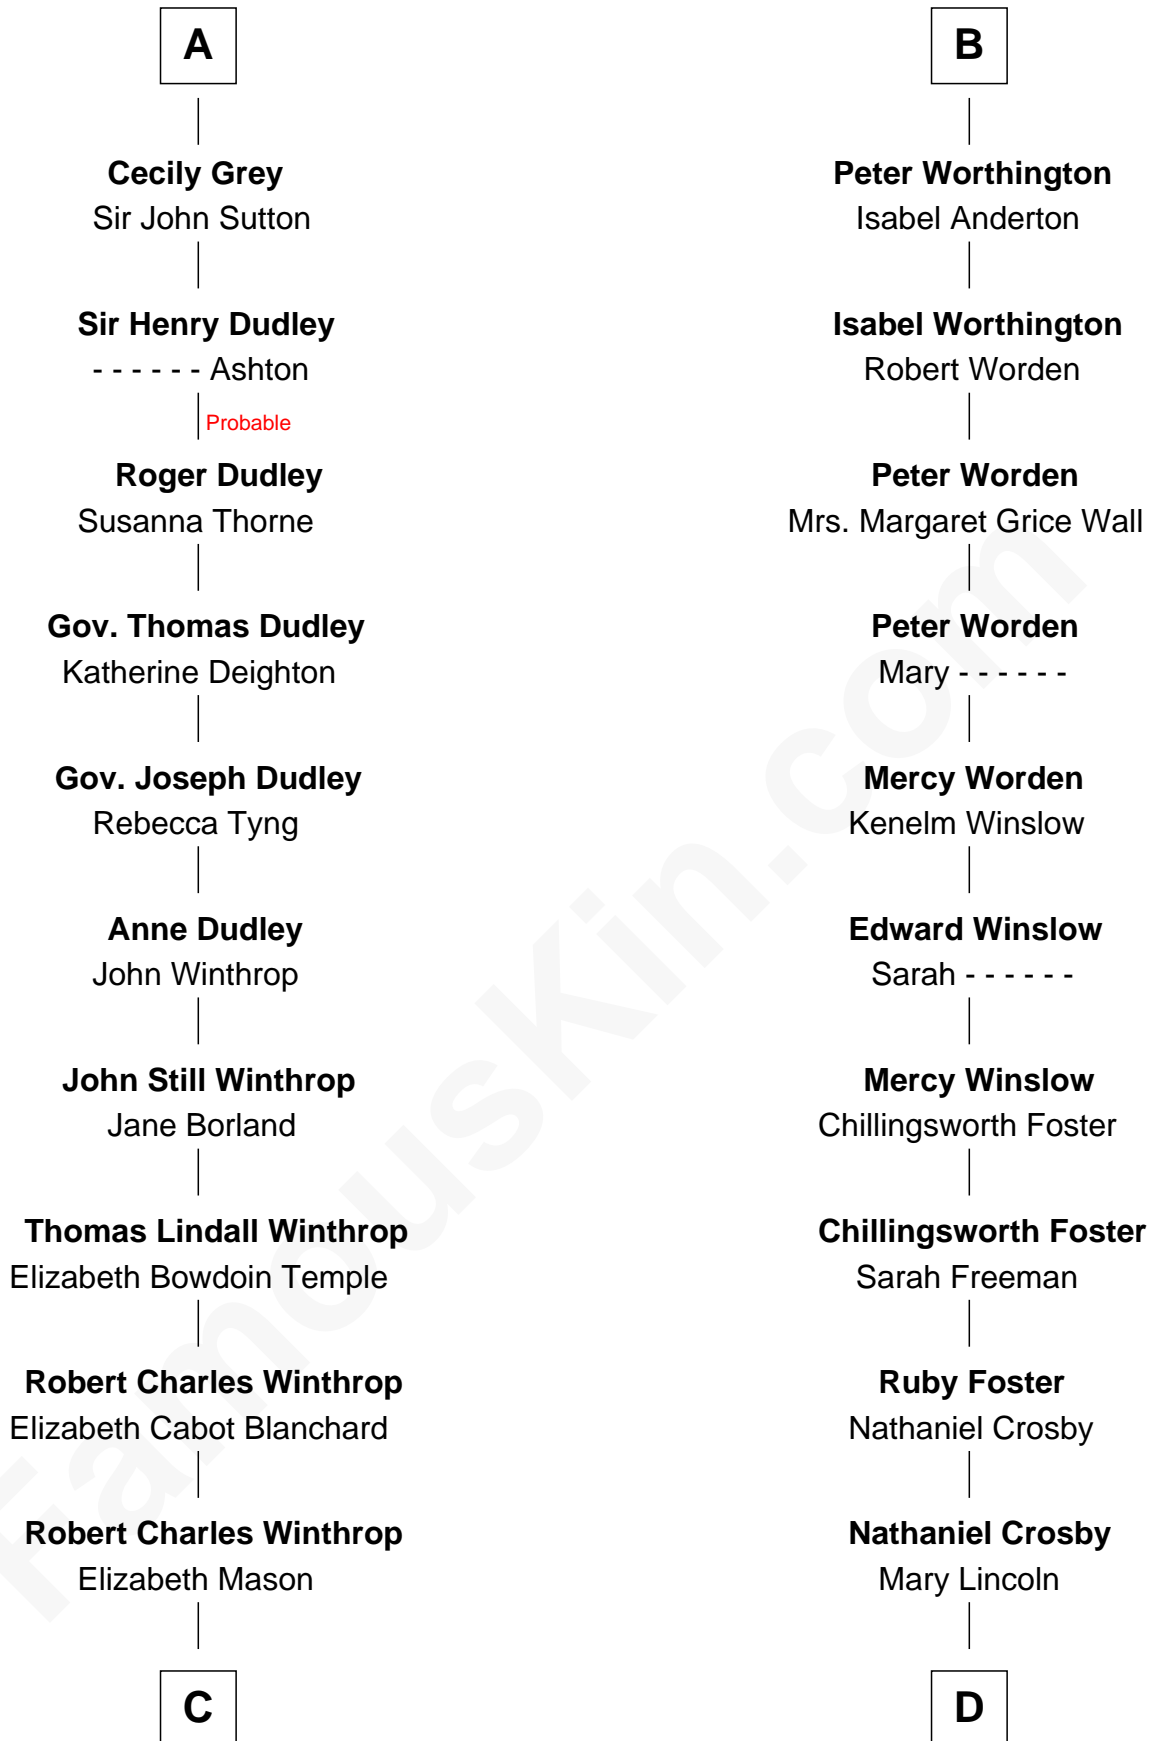 A
Cecily Grey
Sir John Sutton
Sir Henry Dudley
- - - - - - Ashton
Probable
Roger Dudley
Susanna Thorne
Gov. Thomas Dudley
Katherine Deighton
Gov. Joseph Dudley
Rebecca Tyng
Anne Dudley
John Winthrop
John Still Winthrop
Jane Borland
Thomas Lindall Winthrop
Elizabeth Bowdoin Temple
Robert Charles Winthrop
Elizabeth Cabot Blanchard
Robert Charles Winthrop
Elizabeth Mason
C
B
Peter Worthington
Isabel Anderton
Isabel Worthington
Robert Worden
Peter Worden
Mrs. Margaret Grice Wall
Peter Worden
Mary - - - - - -
Mercy Worden
Kenelm Winslow
Edward Winslow
Sarah - - - - - -
Mercy Winslow
Chillingsworth Foster
Chillingsworth Foster
Sarah Freeman
Ruby Foster
Nathaniel Crosby
Nathaniel Crosby
Mary Lincoln
D
FamousKin.com